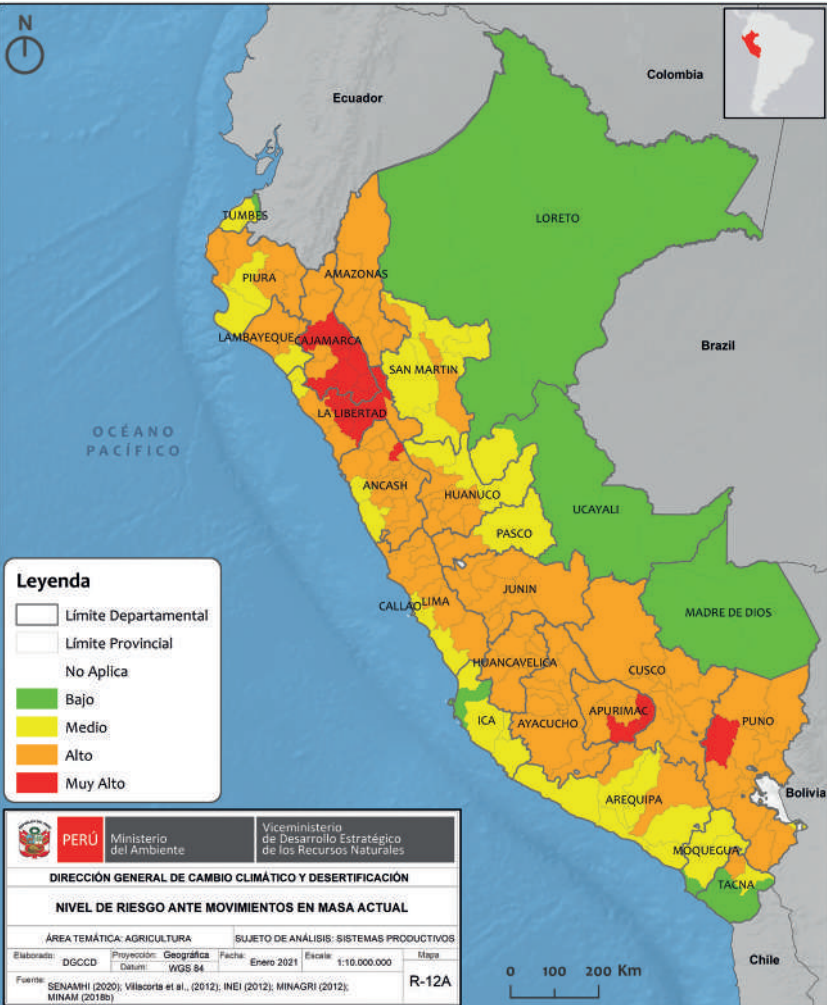 N
Colombia
Ecuador
TUMBES
LORETO
PIURA
AMAZONAS
LAMBAYEQUE
CAJAMARCA
Brazil
SAN MARTIN
LA LIBERTAD
OCÉANO
PACÍFICO
ANCASH
HUANUCO
UCAYALI
PASCO
JUNIN
CALLAO
LIMA
MADRE DE DIOS
HUANCAVELICA
CUSCO
APURIMAC
PUNO
ICA
AYACUCHO
Bolivia
AREQUIPA
MOQUEGUA
TACNA
Chile
0 100 200 Km
Leyenda
Límite Departamental
Límite Provincial
No Aplica
Bajo
Medio
Alto
Muy Alto
PERÚ
Ministerio
del Ambiente
Viceministerio
de Desarrollo Estratégico
de los Recursos Naturales
DIRECCIÓN GENERAL DE CAMBIO CLIMÁTICO Y DESERTIFICACIÓN
NIVEL DE RIESGO ANTE MOVIMIENTOS EN MASA ACTUAL
ÁREA TEMÁTICA: AGRICULTURA SUJETO DE ANÁLISIS: SISTEMAS PRODUCTIVOS
Elaborado: DGCCD
Proyección: Geográfica
Datum: WGS 84
Fecha: Enero 2021
Escala: 1:10.000.000
Mapa
R-12A
Fuente: SENAMHI (2020); Villacorta et al., (2012); INEI (2012); MINAGRI (2012);
MINAM (2018b)